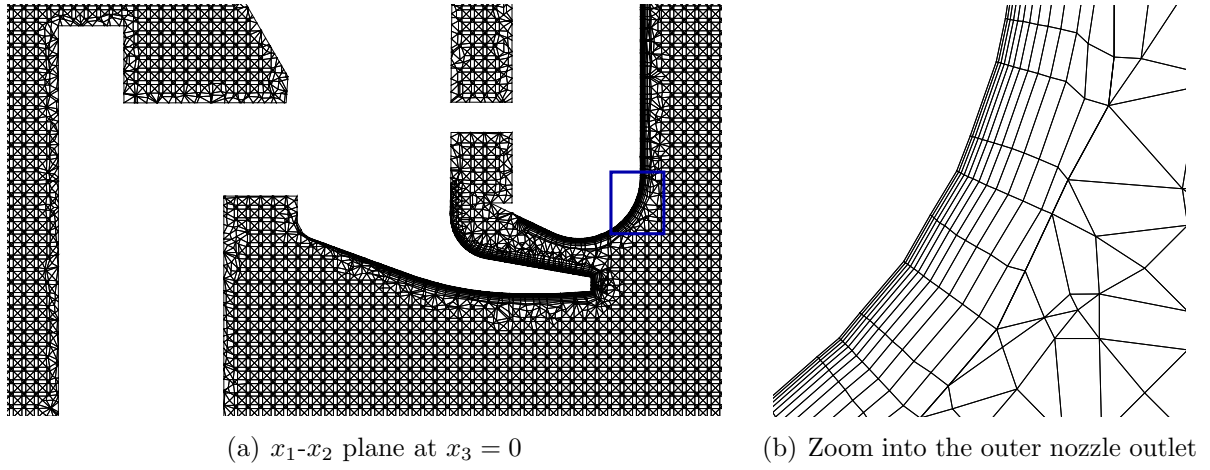 (a) x₁-x₂ plane at x₃ = 0
(b) Zoom into the outer nozzle outlet